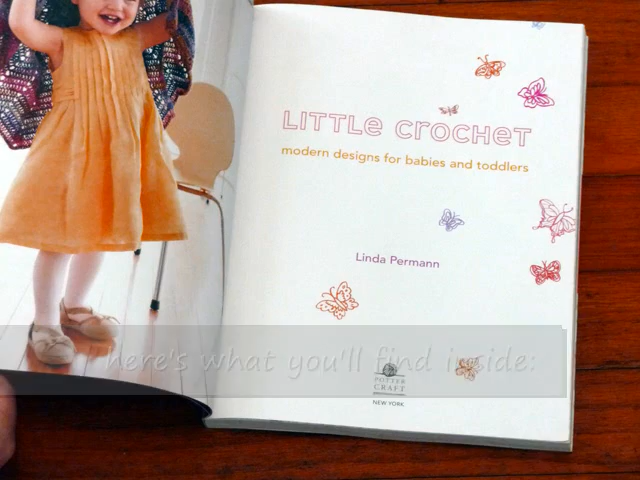 LITTLe crocHeT
modern designs for babies and toddlers
Linda Permann
here's what you'll find inside:
POTTER
CRAFT
NEW YORK